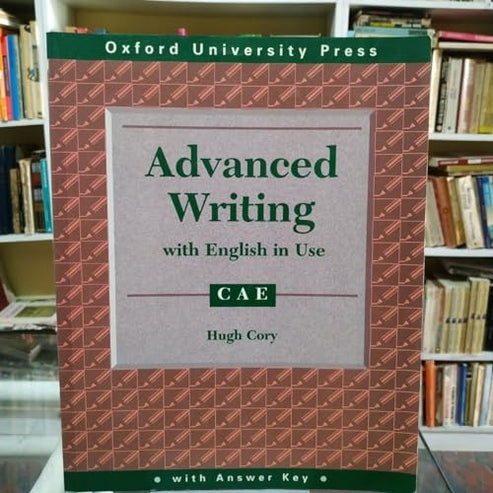 Oxford University Press
Advanced
Writing
with English in Use
CAE
Hugh Cory
• with Answer Key •